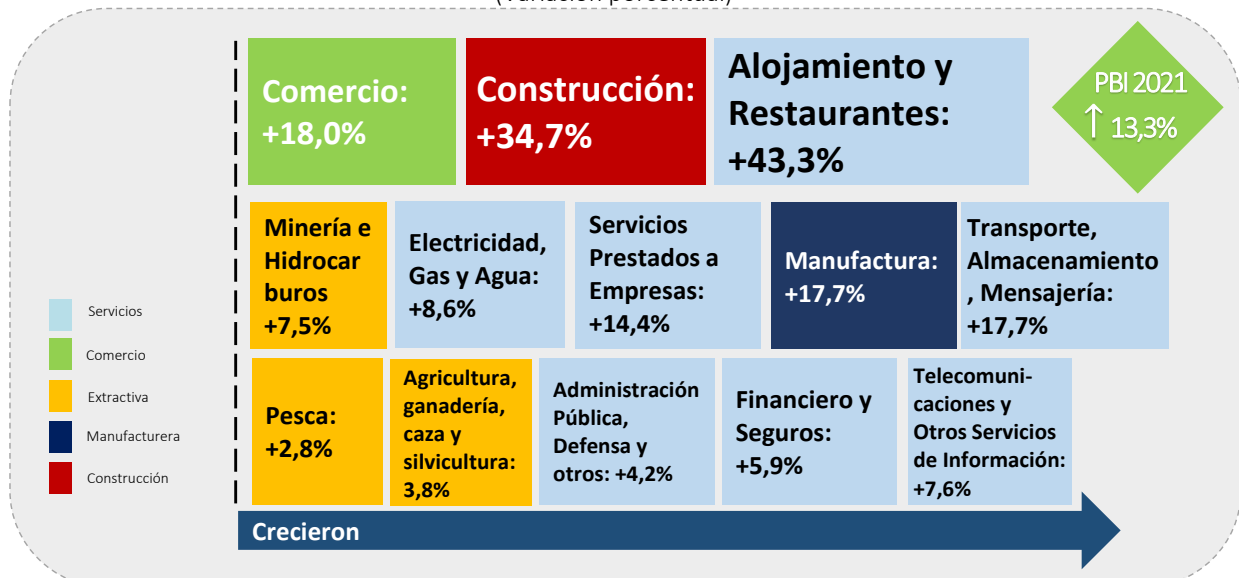 (Variación porcentual)
Comercio:
+18,0%
Construcción:
+34,7%
Alojamiento y
Restaurantes:
+43,3%
PBI 2021
↑ 13,3%
Minería e
Hidrocar
buros
+7,5%
Electricidad,
Gas y Agua:
+8,6%
Servicios
Prestados a
Empresas:
+14,4%
Manufactura:
+17,7%
Transporte,
Almacenamiento
, Mensajería:
+17,7%
Servicios
Comercio
Extractiva
Manufacturera
Construcción
Pesca:
+2,8%
Agricultura,
ganadería,
caza y
silvicultura:
3,8%
Administración
Pública,
Defensa y
otros: +4,2%
Financiero y
Seguros:
+5,9%
Telecomuni-
caciones y
Otros Servicios
de Información:
+7,6%
Crecieron